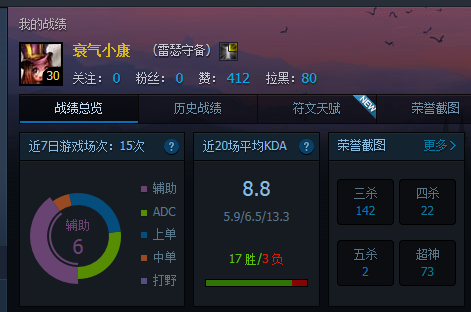 我的战绩
衰气小康 （雷瑟守备）
30
关注：0 粉丝：0 赞：412 拉黑：80
战绩总览 历史战绩 符文天赋 NEW 荣誉截图
近7日游戏场次：15次 ?
辅助
ADC
上单
中单
打野
辅助
6
近20场平均KDA ?
8.8
5.9/6.5/13.3
17 胜/3 负
荣誉截图 更多>
三杀 四杀
142 22
五杀 超神
2 73